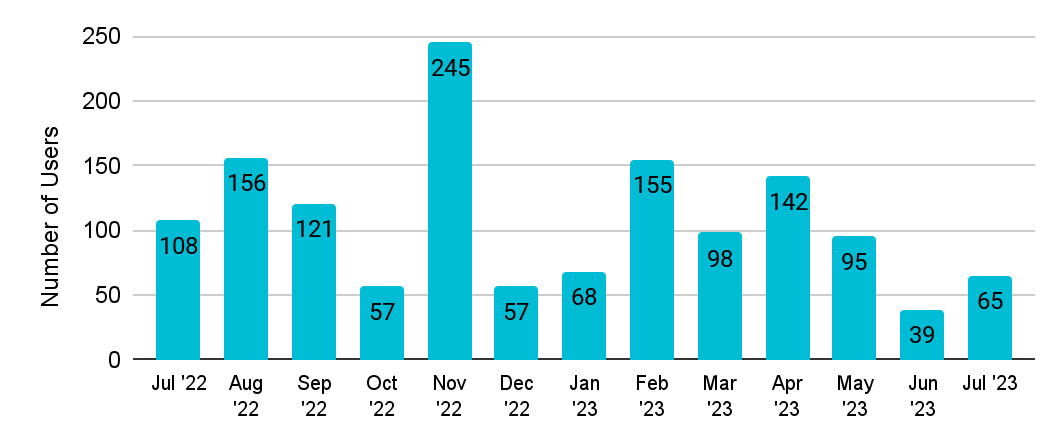 250
200
150
100
50
0
Number of Users
108
156
121
57
245
57
68
155
98
142
95
39
65
Jul '22
Aug
'22
Sep
'22
Oct
'22
Nov
'22
Dec
'22
Jan
'23
Feb
'23
Mar
'23
Apr
'23
May
'23
Jun
'23
Jul '23